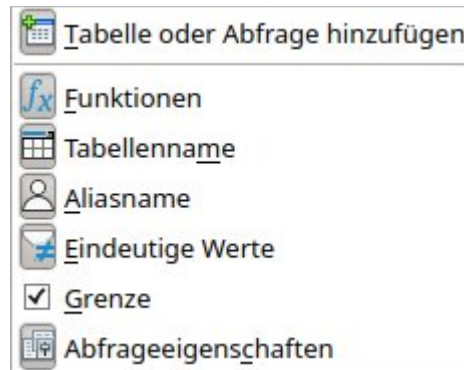 Tabelle oder Abfrage hinzufügen
Funktionen
Tabellenname
Aliasname
Eindeutige Werte
Grenze
Abfrageeigenschaften